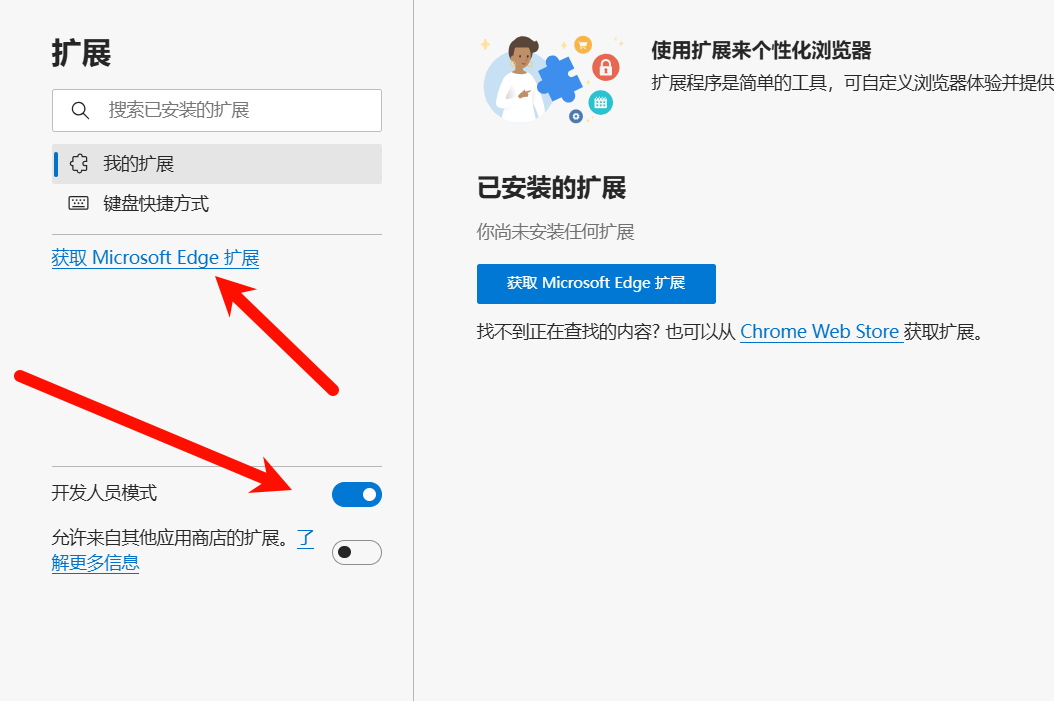 扩展
搜索已安装的扩展
我的扩展
键盘快捷方式
获取 Microsoft Edge 扩展
开发人员模式
允许来自其他应用商店的扩展。了
解更多信息
使用扩展来个性化浏览器
扩展程序是简单的工具，可自定义浏览器体验并提供
已安装的扩展
你尚未安装任何扩展
获取 Microsoft Edge 扩展
找不到正在查找的内容? 也可以从 Chrome Web Store 获取扩展。